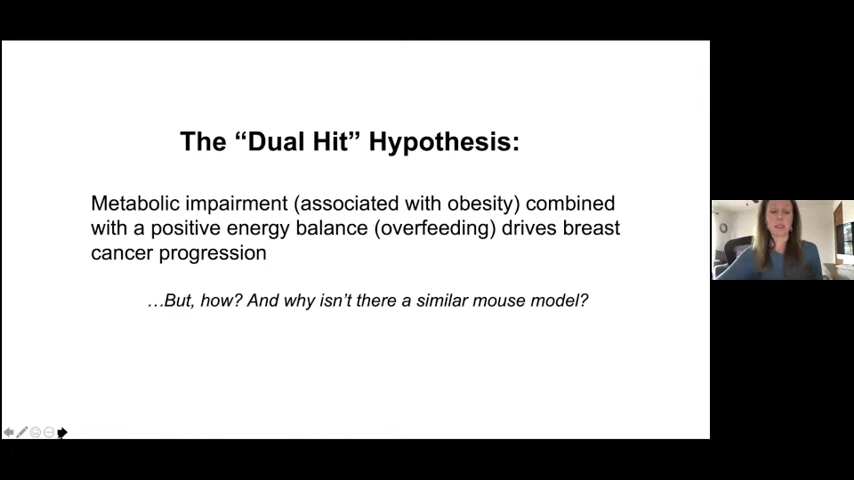 The “Dual Hit” Hypothesis:
Metabolic impairment (associated with obesity) combined
with a positive energy balance (overfeeding) drives breast
cancer progression
…But, how? And why isn’t there a similar mouse model?